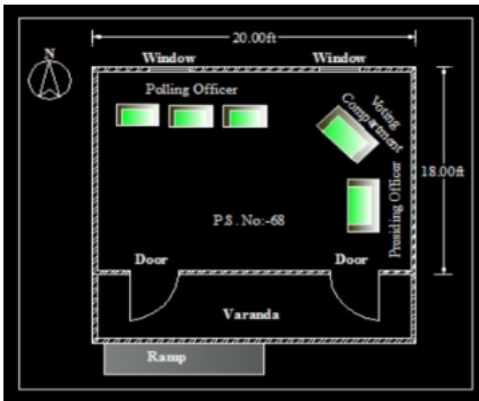 N
20.00ft
Window
Window
Polling Officer
Voting
Compartment
18.00ft
Presiding Officer
P.S. No:-68
Door
Door
Varanda
Ramp